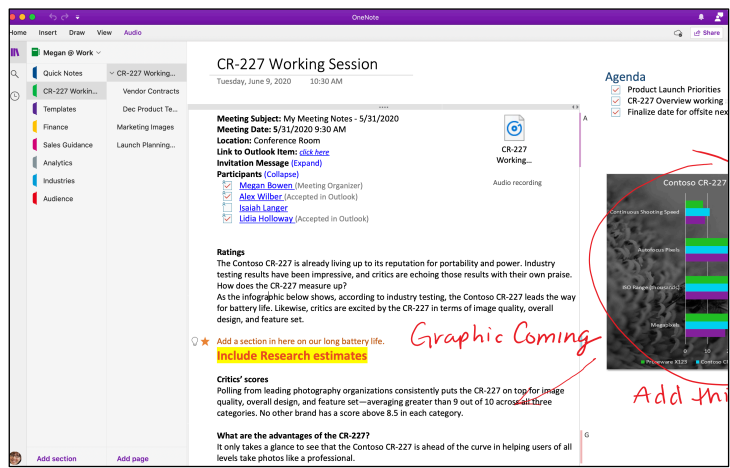 OneNote
Home Insert Draw View Audio
Share
Megan @ Work
Quick Notes
CR-227 Workin...
Templates
Finance
Sales Guidance
Analytics
Industries
Audience
Add section
CR-227 Working...
Vendor Contracts
Dec Product Te...
Marketing Images
Launch Planning...
Add page
CR-227 Working Session
Tuesday, June 9, 2020 10:30 AM
Meeting Subject: My Meeting Notes - 5/31/2020
Meeting Date: 5/31/2020 9:30 AM
Location: Conference Room
Link to Outlook Item: click here
Invitation Message (Expand)
Participants (Collapse)
Megan Bowen (Meeting Organizer)
Alex Wilber (Accepted in Outlook)
Isaiah Langer
Lidia Holloway (Accepted in Outlook)
CR-227
Working...
Audio recording
Ratings
The Contoso CR-227 is already living up to its reputation for portability and power. Industry
testing results have been impressive, and critics are echoing those results with their own praise.
How does the CR-227 measure up?
As the infographic below shows, according to industry testing, the Contoso CR-227 leads the way
for battery life. Likewise, critics are excited by the CR-227 in terms of image quality, overall
design, and feature set.
Add a section in here on our long battery life.
Include Research estimates
Graphic Coming
Critics' scores
Polling from leading photography organizations consistently puts the CR-227 on top for image
quality, overall design, and feature set—averaging greater than 9 out of 10 across all three
categories. No other brand has a score above 8.5 in each category.
What are the advantages of the CR-227?
It only takes a glance to see that the Contoso CR-227 is ahead of the curve in helping users of all
levels take photos like a professional.
A
G
Agenda
Product Launch Priorities
CR-227 Overview working
Finalize date for offsite nex
Contoso CR-227
Continuous Shooting Speed
Autofocus Pixels
ISO Range (thousands)
Megapixels
0 10
Proseware X123 Contoso C
Add thi